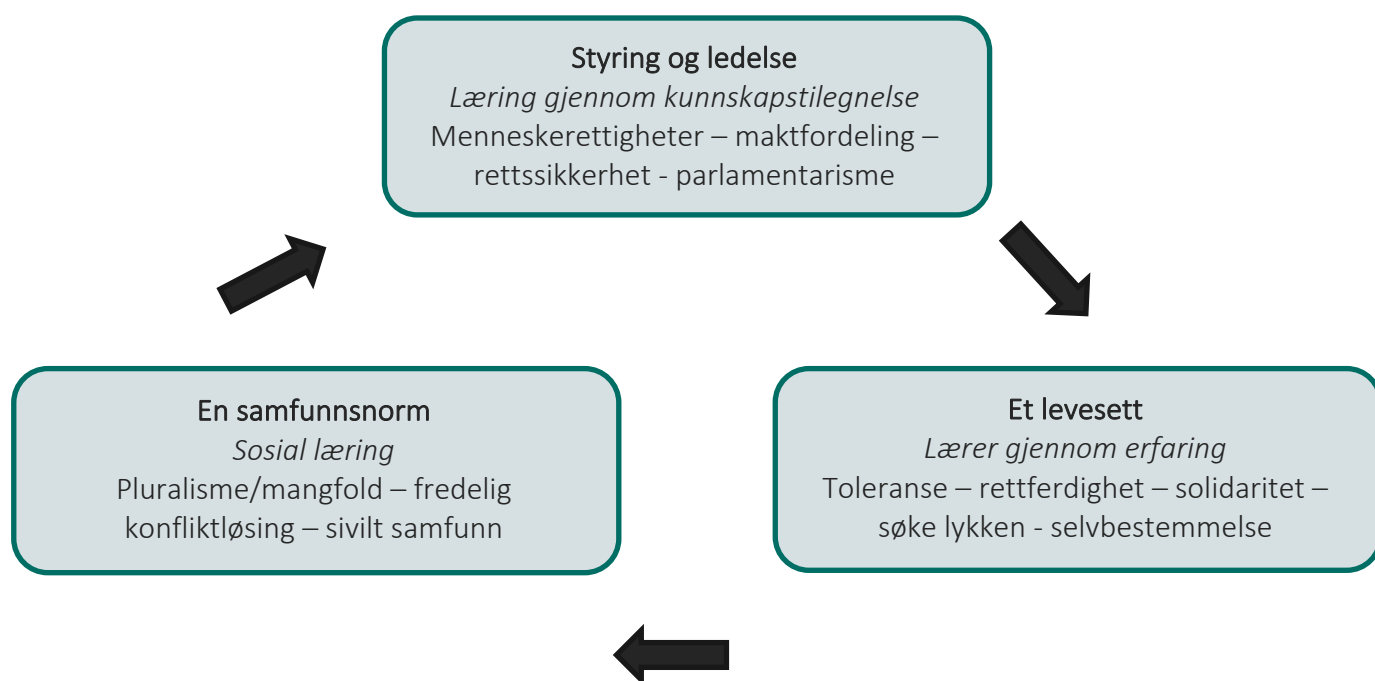 Styring og ledelse
Læring gjennom kunnskapstilegnelse
Menneskerettigheter – maktfordeling –
rettssikkerhet - parlamentarisme
En samfunnsnorm
Sosial læring
Pluralisme/mangfold – fredelig
konfliktløsing – sivilt samfunn
Et levesett
Lærer gjennom erfaring
Toleranse – rettferdighet – solidaritet –
søke lykken - selvbestemmelse